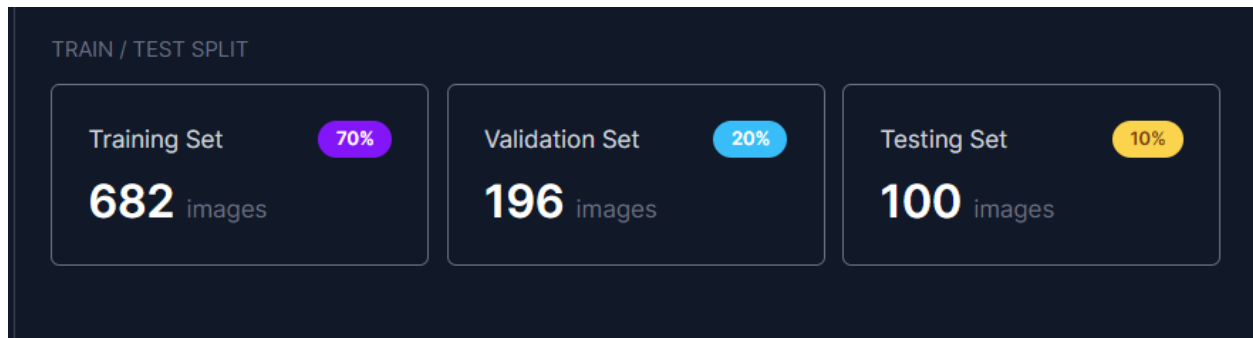 TRAIN / TEST SPLIT
Training Set 70%
682 images
Validation Set 20%
196 images
Testing Set 10%
100 images